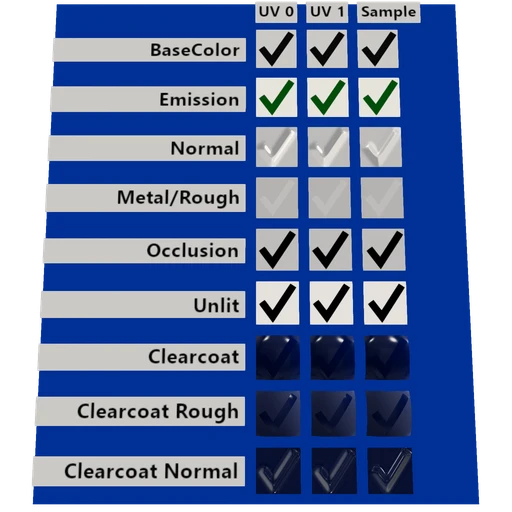 UV 0 UV 1 Sample
BaseColor
Emission
Normal
Metal/Rough
Occlusion
Unlit
Clearcoat
Clearcoat Rough
Clearcoat Normal